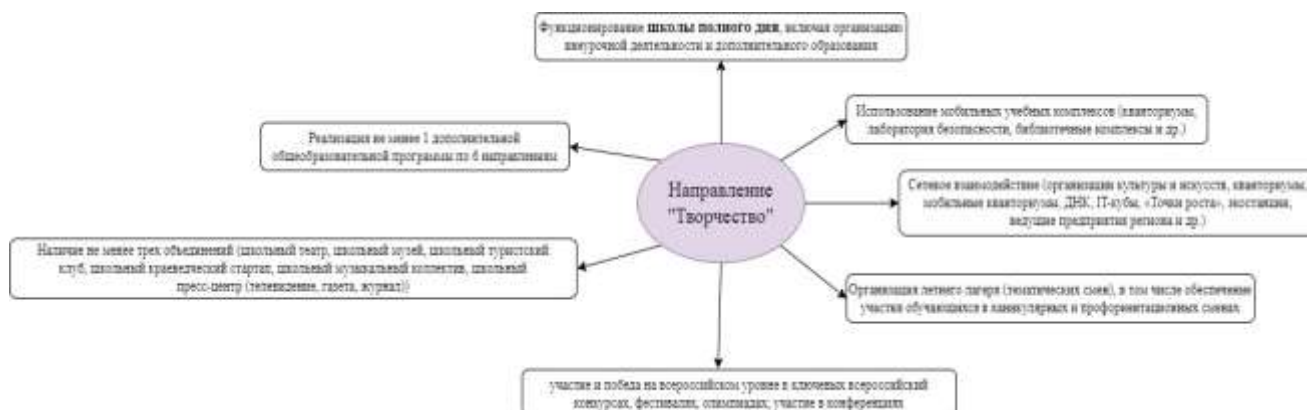 Функционирование школы полного дня, включая организацию
внеурочной деятельности и дополнительного образования
Использование мобильных учебных комплексов (кванториумы,
лаборатория безопасности, библиотечные комплексы и др.)
Реализация не менее 1 дополнительной
общеобразовательной программы по 6 направлениям
Направление
"Творчество"
Сетевое взаимодействие (организации культуры и искусств, кванториумы,
мобильные кванториумы, ДНК, IT-кубы, «Точки роста», экостанции,
ведущие предприятия региона и др.)
Наличие не менее трех объединений (школьный театр, школьный музей, школьный туристский
клуб, школьный краеведческий стартап, школьный музыкальный коллектив, школьный
пресс-центр (телевидение, газета, журнал))
Организация летнего лагеря (тематических смен), в том числе обеспечение
участия обучающихся в каникулярных и профориентационных сменах
участие и победа на всероссийском уровне в ключевых всероссийский
конкурсах, фестивалях, олимпиадах, участие в конференциях